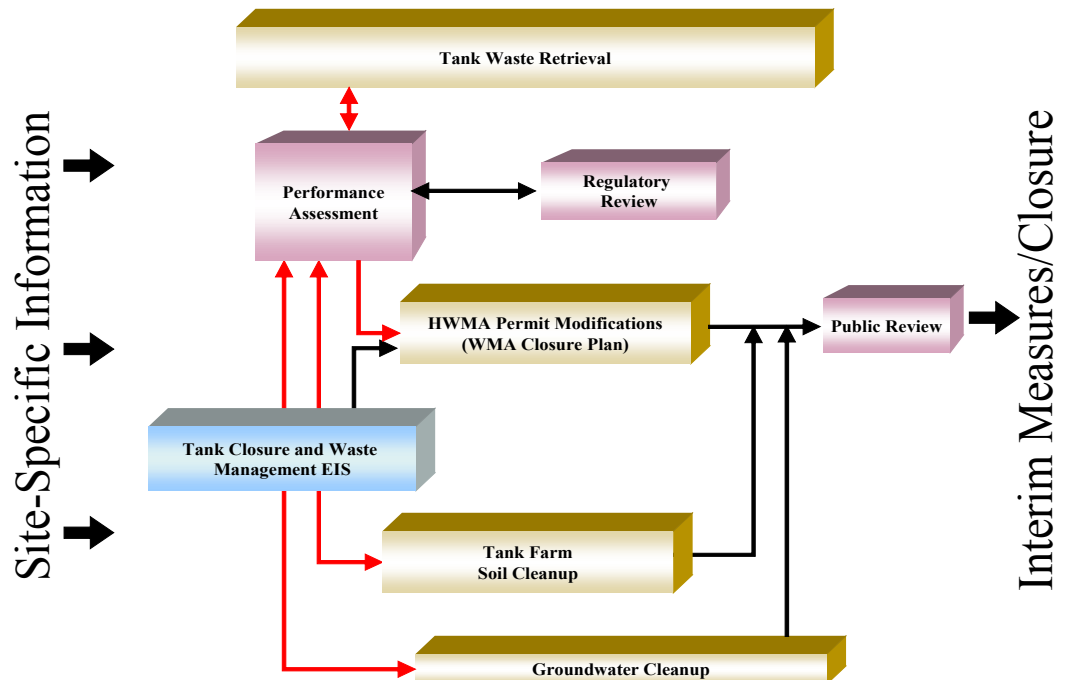 Tank Waste Retrieval
Site-Specific Information
Performance
Assessment
Regulatory
Review
HWMA Permit Modifications
(WMA Closure Plan)
Public Review
Interim Measures/Closure
Tank Closure and Waste
Management EIS
Tank Farm
Soil Cleanup
Groundwater Cleanup